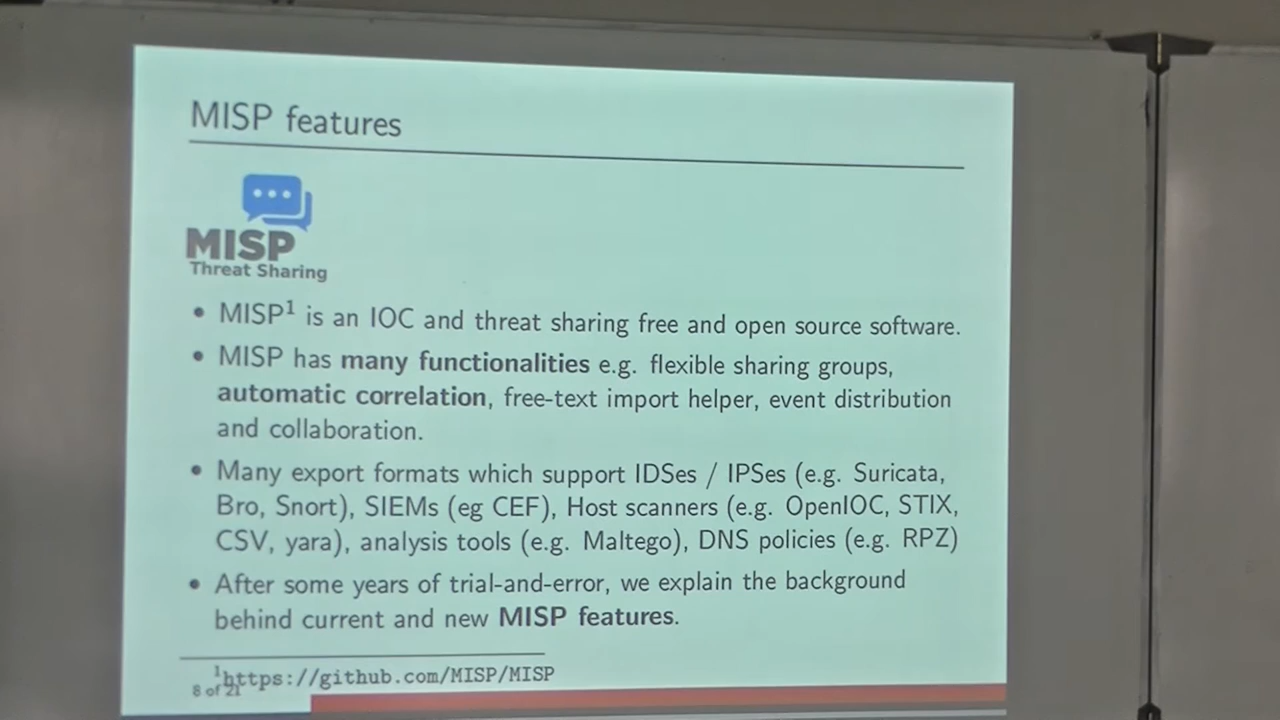 MISP features
MISP
Threat Sharing
• MISP¹ is an IOC and threat sharing free and open source software.
• MISP has many functionalities e.g. flexible sharing groups,
automatic correlation, free-text import helper, event distribution
and collaboration.
• Many export formats which support IDSes / IPSes (e.g. Suricata,
Bro, Snort), SIEMs (eg CEF), Host scanners (e.g. OpenIOC, STIX,
CSV, yara), analysis tools (e.g. Maltego), DNS policies (e.g. RPZ)
• After some years of trial-and-error, we explain the background
behind current and new MISP features.
¹https://github.com/MISP/MISP
8 of 21